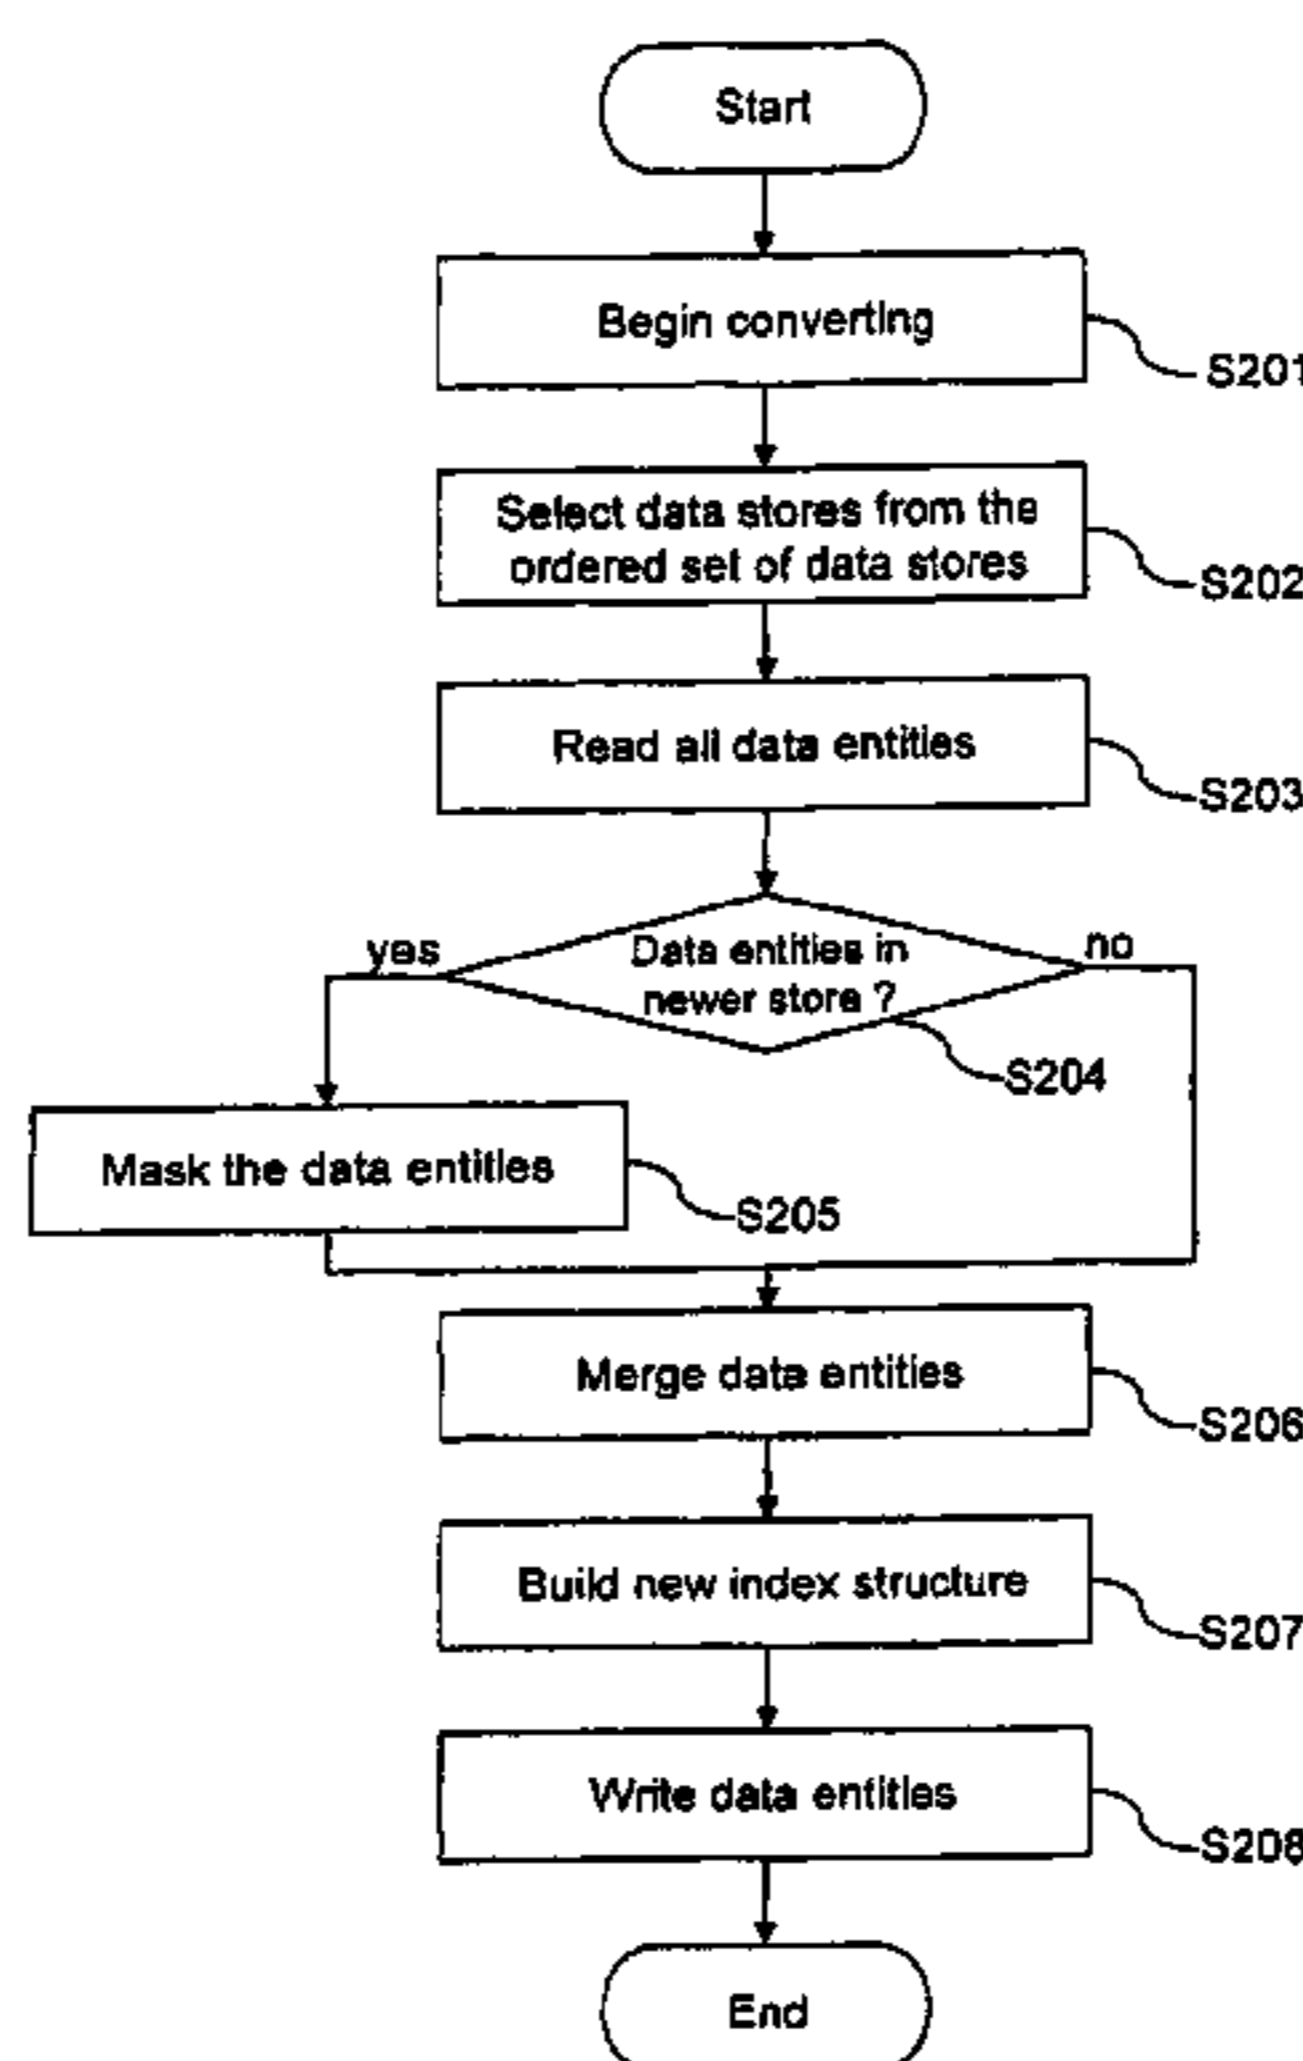 Start
Begin converting
S201
Select data stores from the
ordered set of data stores
S202
Read all data entities
S203
yes
Data entities in
newer store ?
no
S204
Mask the data entities
S205
Merge data entities
S206
Build new index structure
S207
Write data entities
S208
End